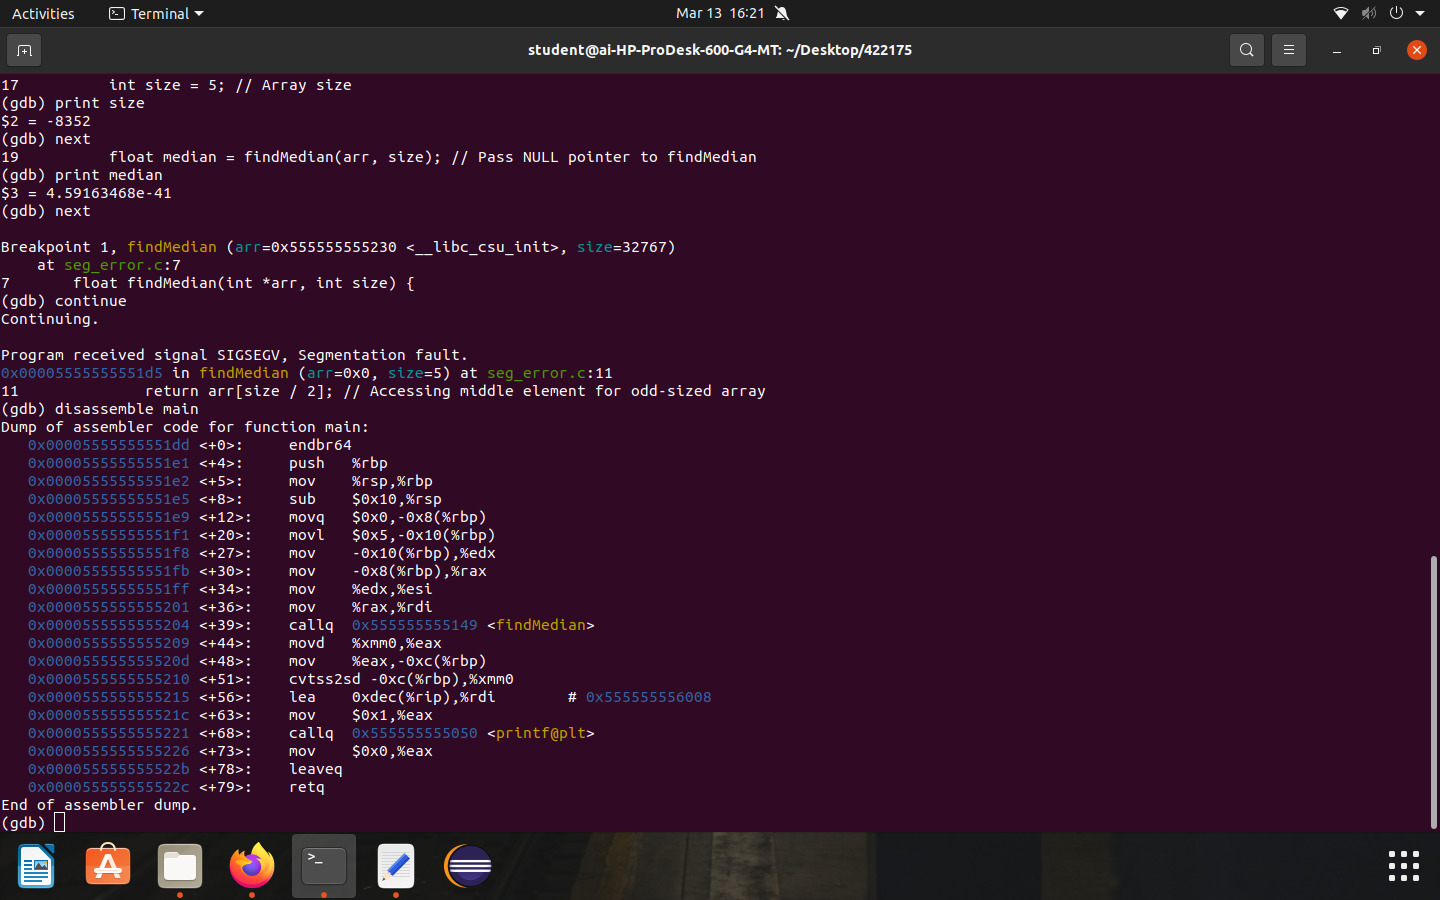 Activities Terminal Mar 13 16:21
student@ai-HP-ProDesk-600-G4-MT: ~/Desktop/422175
17 int size = 5; // Array size
(gdb) print size
$2 = -8352
(gdb) next
19 float median = findMedian(arr, size); // Pass NULL pointer to findMedian
(gdb) print median
$3 = 4.59163468e-41
(gdb) next
Breakpoint 1, findMedian (arr=0x555555555230 <__libc_csu_init>, size=32767)
at seg_error.c:7
7 float findMedian(int *arr, int size) {
(gdb) continue
Continuing.
Program received signal SIGSEGV, Segmentation fault.
0x00005555555551d5 in findMedian (arr=0x0, size=5) at seg_error.c:11
11 return arr[size / 2]; // Accessing middle element for odd-sized array
(gdb) disassemble main
Dump of assembler code for function main:
0x00005555555551dd <+0>: endbr64
0x00005555555551e1 <+4>: push %rbp
0x00005555555551e2 <+5>: mov %rsp,%rbp
0x00005555555551e5 <+8>: sub $0x10,%rsp
0x00005555555551e9 <+12>: movq $0x0,-0x8(%rbp)
0x00005555555551f1 <+20>: movl $0x5,-0x10(%rbp)
0x00005555555551f8 <+27>: mov -0x10(%rbp),%edx
0x00005555555551fb <+30>: mov -0x8(%rbp),%rax
0x00005555555551ff <+34>: mov %edx,%esi
0x0000555555555201 <+36>: mov %rax,%rdi
0x0000555555555204 <+39>: callq 0x555555555149 <findMedian>
0x0000555555555209 <+44>: movd %xmm0,%eax
0x000055555555520d <+48>: mov %eax,-0xc(%rbp)
0x0000555555555210 <+51>: cvtss2sd -0xc(%rbp),%xmm0
0x0000555555555215 <+56>: lea 0xdec(%rip),%rdi # 0x555555556008
0x000055555555521c <+63>: mov $0x1,%eax
0x0000555555555221 <+68>: callq 0x555555555050 <printf@plt>
0x0000555555555226 <+73>: mov $0x0,%eax
0x000055555555522b <+78>: leaveq
0x000055555555522c <+79>: retq
End of assembler dump.
(gdb)